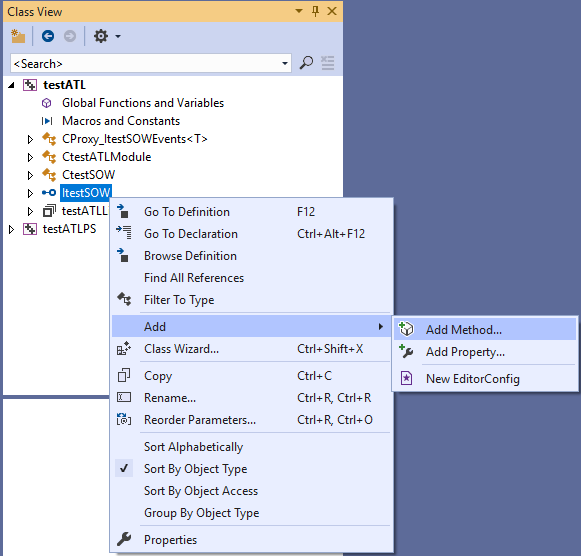 Class View
<Search>
testATL
Global Functions and Variables
Macros and Constants
CProxy_ItestSOWEvents<T>
CtestATLModule
CtestSOW
ItestSOW
testATLL
testATLPS
Go To Definition F12
Go To Declaration Ctrl+Alt+F12
Browse Definition
Find All References
Filter To Type
Add
Class Wizard... Ctrl+Shift+X
Copy Ctrl+C
Rename... Ctrl+R, Ctrl+R
Reorder Parameters... Ctrl+R, Ctrl+O
Sort Alphabetically
Sort By Object Type
Sort By Object Access
Group By Object Type
Properties
Add Method...
Add Property...
New EditorConfig